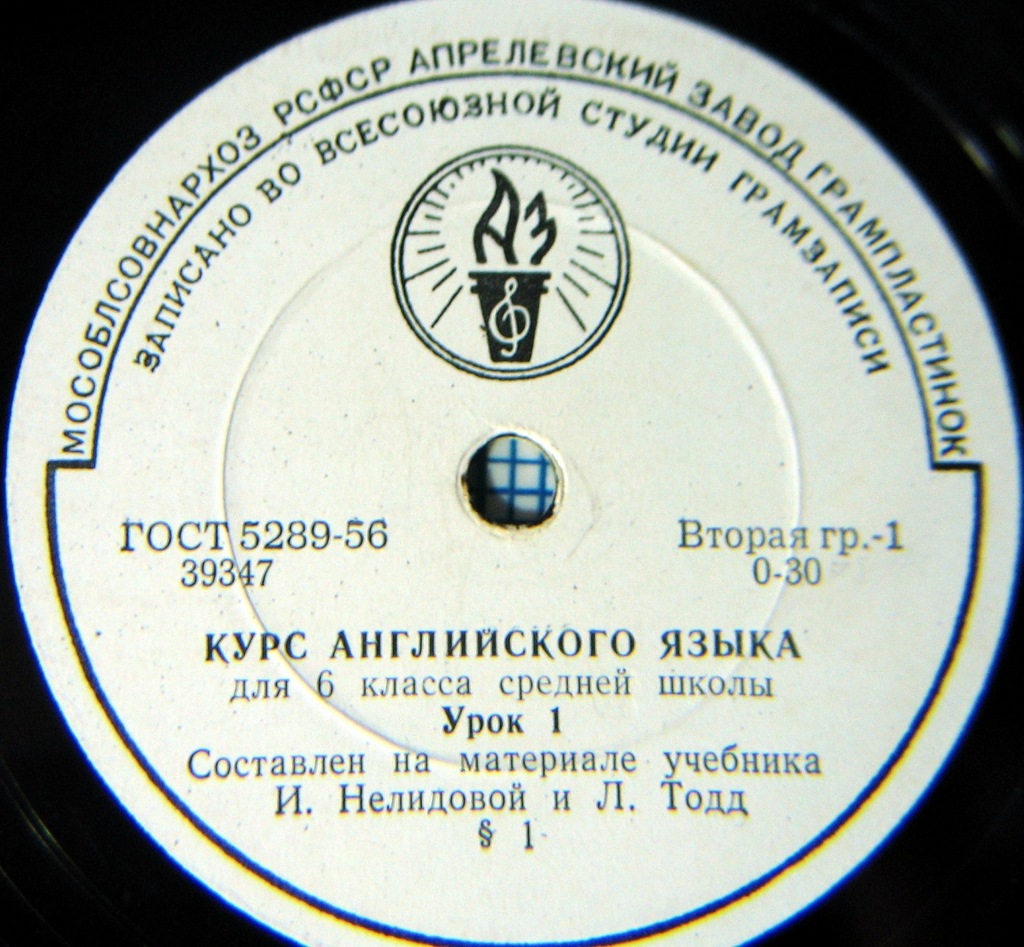 МОСОБЛСОВНАРХОЗ РСФСР АПРЕЛЕВСКИЙ ЗАВОД ГРАМПЛАСТИНОК
ЗАПИСАНО ВО ВСЕСОЮЗНОЙ СТУДИИ ГРАМЗАПИСИ
АЗ
ГОСТ 5289-56
39347
Вторая гр.-1
0-30
КУРС АНГЛИЙСКОГО ЯЗЫКА
для 6 класса средней школы
Урок 1
Составлен на материале учебника
И. Нелидовой и Л. Тодд
§ 1